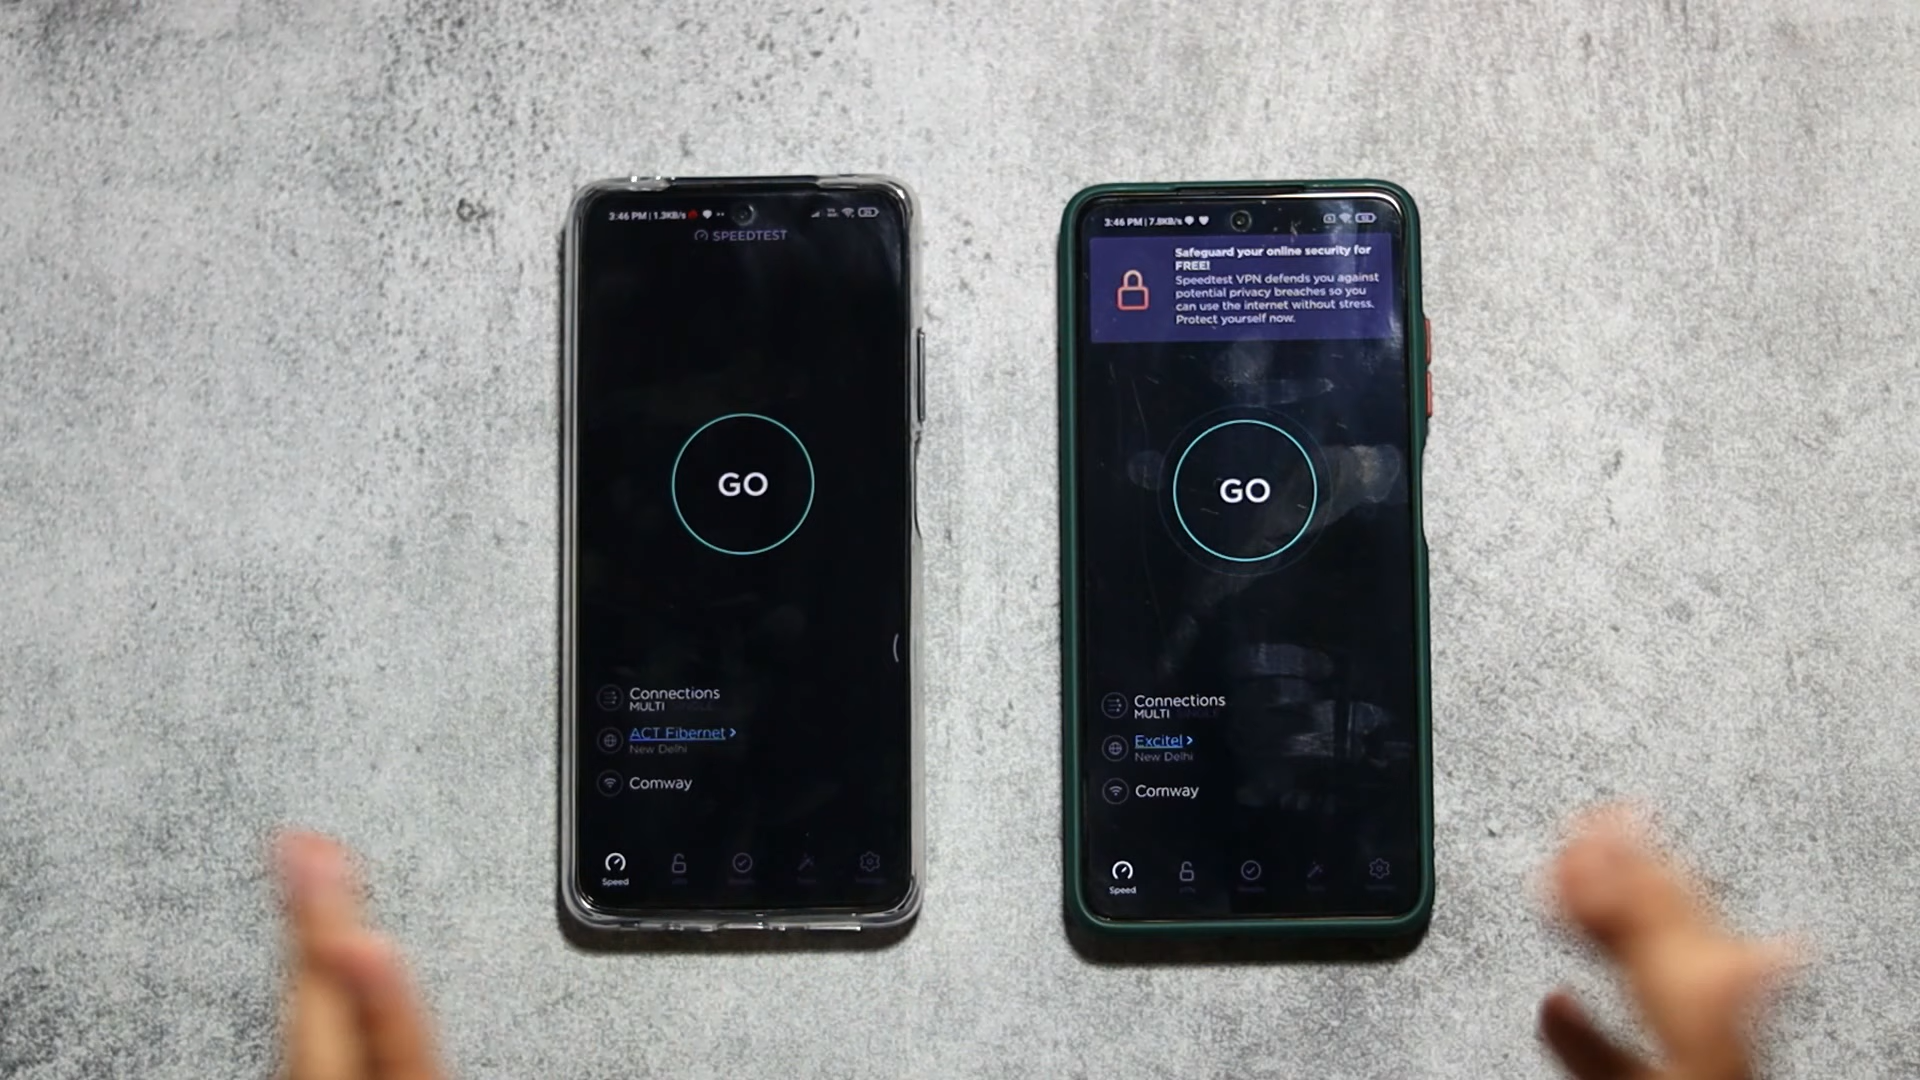 3:46 PM | 1.3KB/s
SPEEDTEST
GO
Connections
MULTI SINGLE
ACT Fibernet >
New Delhi
Comway
Speed
3:46 PM | 7.8KB/s
Safeguard your online security for
FREE!
Speedtest VPN defends you against
potential privacy breaches so you
can use the internet without stress.
Protect yourself now.
GO
Connections
MULTI SINGLE
Excitel >
New Delhi
Comway
Speed